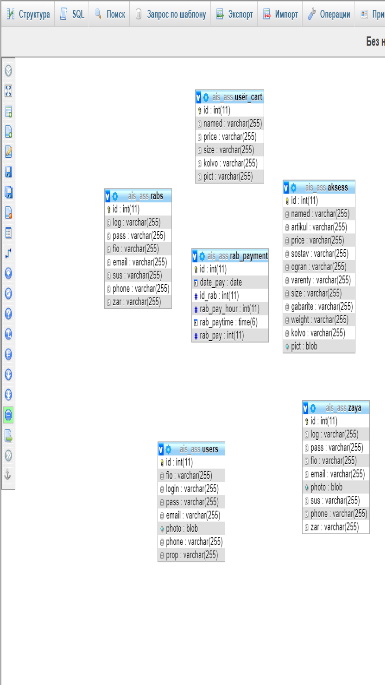 Структура SQL Поиск Запрос по шаблону Экспорт Импорт Операции При
Без н
ais_ass user_cart
id : int(11)
named : varchar(255)
price : varchar(255)
size : varchar(255)
kolvo : varchar(255)
pict : varchar(255)
ais_ass rabs
id : int(11)
log : varchar(255)
pass : varchar(255)
fio : varchar(255)
email : varchar(255)
sus : varchar(255)
phone : varchar(255)
zar : varchar(255)
ais_ass rab_payment
id : int(11)
date_pay : date
id_rab : int(11)
rab_pay_hour : int(11)
rab_paytime : time(6)
rab_pay : int(11)
ais_ass aksess
id : int(11)
named : varchar(255)
artikul : varchar(255)
price : varchar(255)
sostav : varchar(255)
ogran : varchar(255)
varenty : varchar(255)
size : varchar(255)
gabarite : varchar(255)
weight : varchar(255)
kolvo : varchar(255)
pict : blob
ais_ass zaya
id : int(11)
log : varchar(255)
pass : varchar(255)
fio : varchar(255)
email : varchar(255)
photo : blob
sus : varchar(255)
phone : varchar(255)
zar : varchar(255)
ais_ass users
id : int(11)
fio : varchar(255)
login : varchar(255)
pass : varchar(255)
email : varchar(255)
photo : blob
phone : varchar(255)
prop : varchar(255)